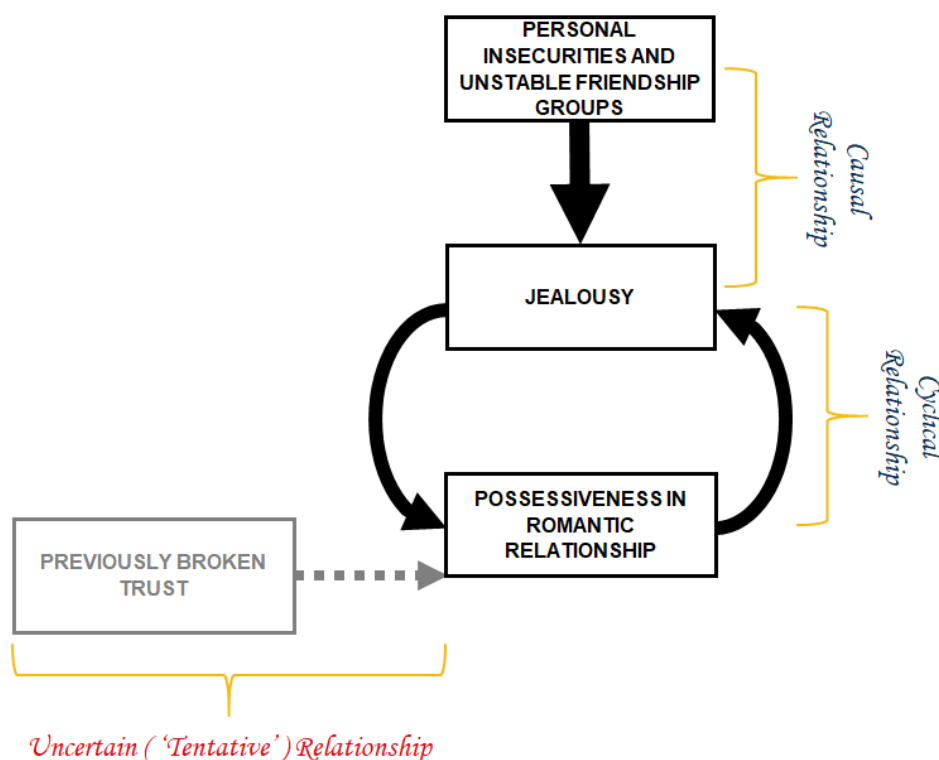 PERSONAL
INSECURITIES AND
UNSTABLE FRIENDSHIP
GROUPS
Causal
Relationship
JEALOUSY
Cyclical
Relationship
POSSESSIVENESS IN
ROMANTIC
RELATIONSHIP
PREVIOUSLY BROKEN
TRUST
Uncertain ( ‘Tentative’ ) Relationship